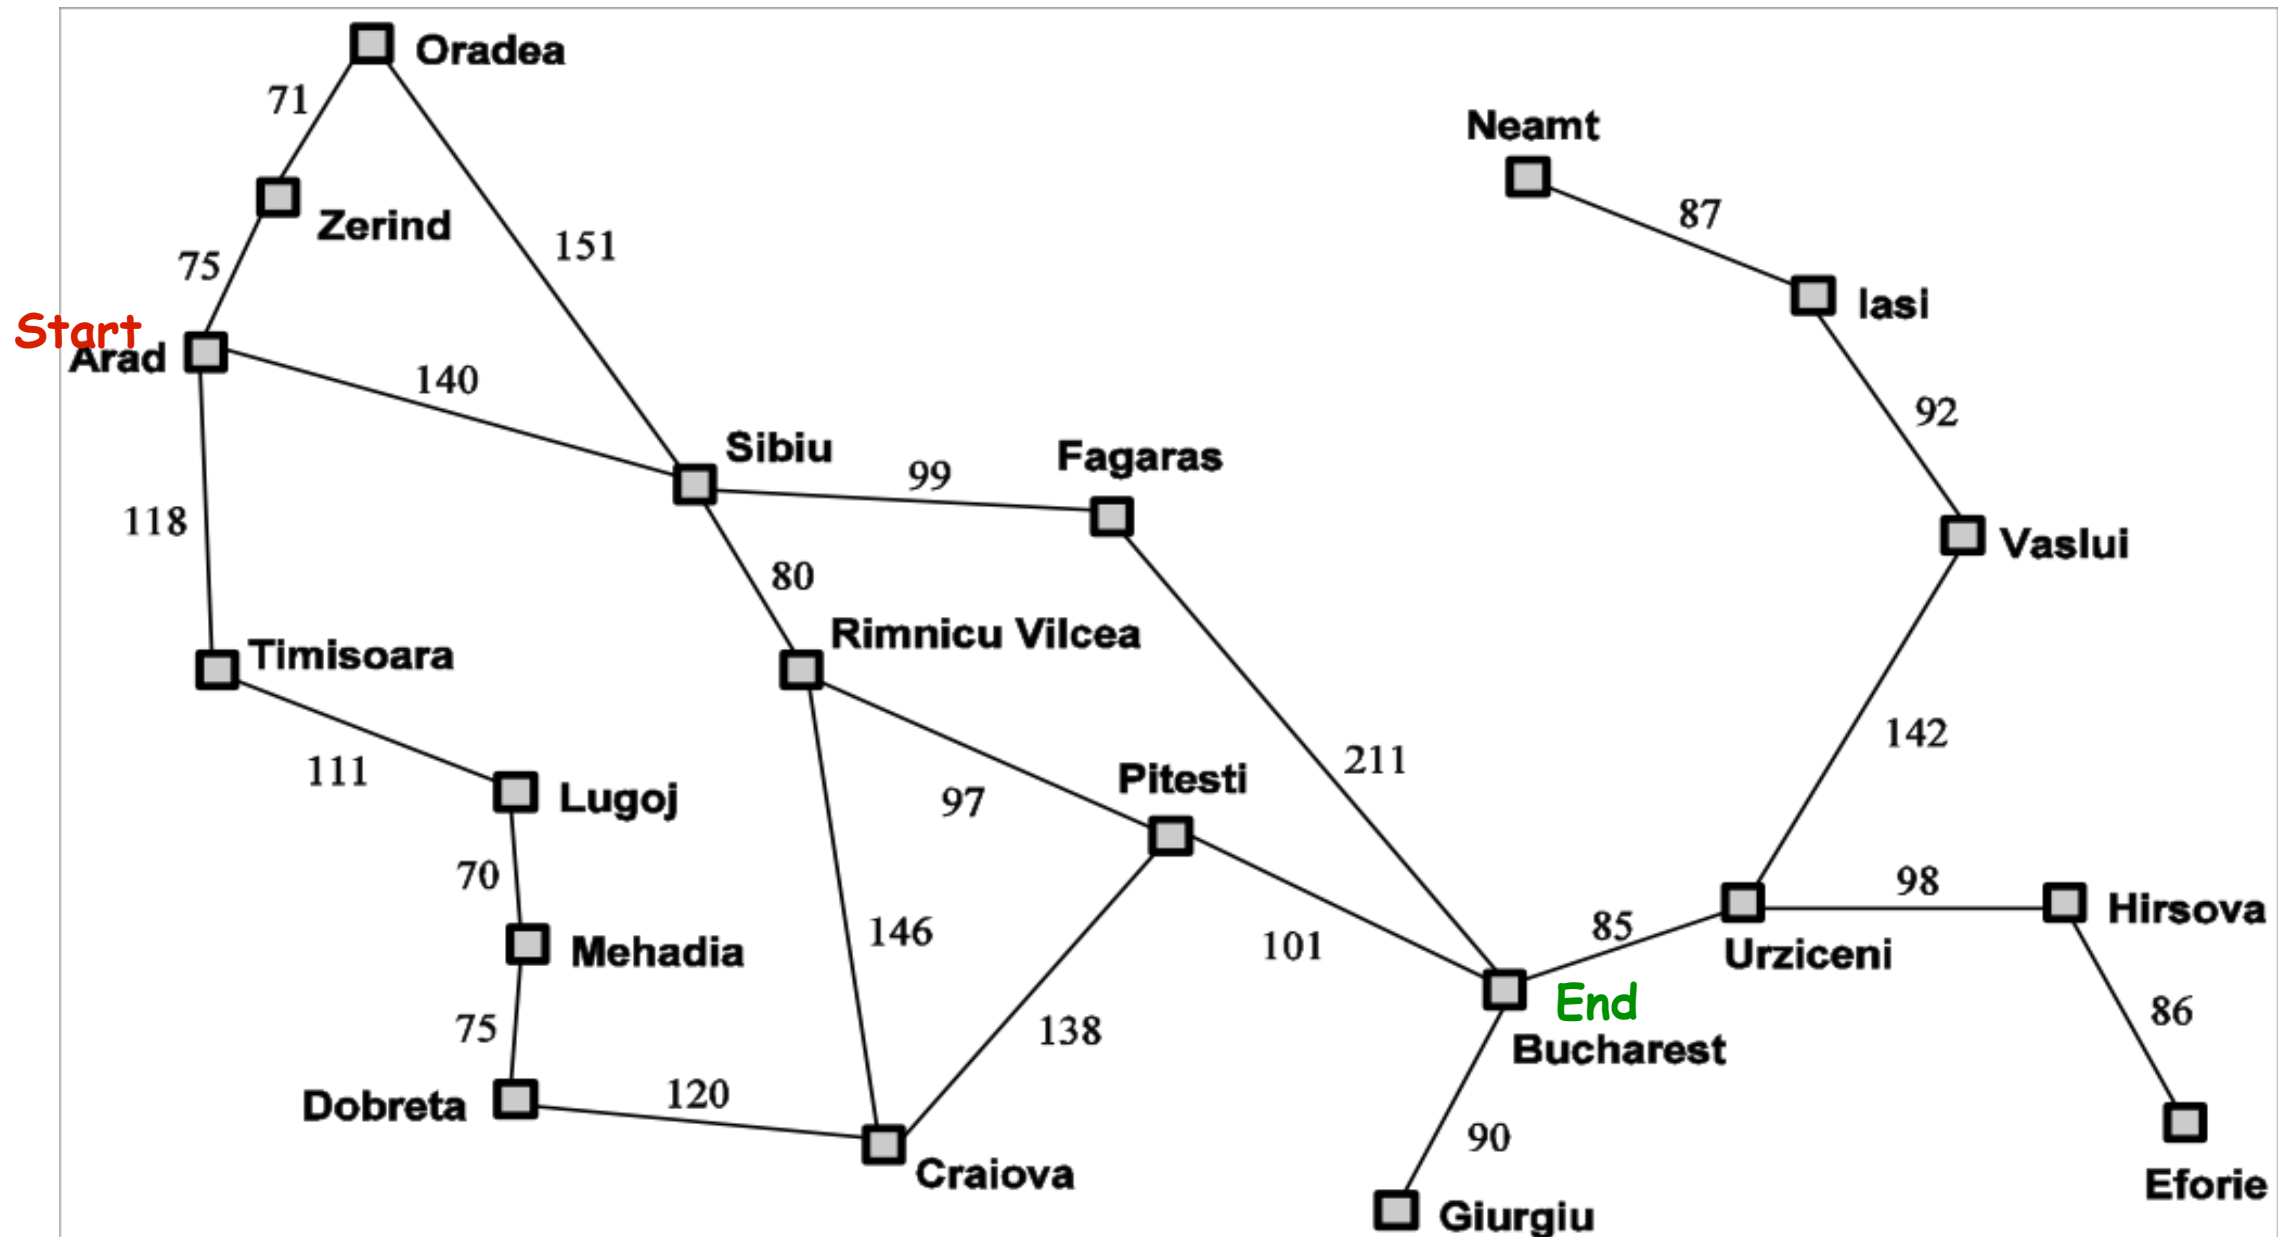 Oradea
71
Neamt
87
Zerind
151
75
Iasi
Start
Arad
140
92
Sibiu
99
Fagaras
118
Vaslui
80
Rimnicu Vilcea
Timisoara
142
211
111
Pitesti
Lugoj
97
70
98
Hirsova
146
85
101
Urziceni
Mehadia
End
86
75
138
Bucharest
Dobreta
120
90
Craiova
Eforie
Giurgiu